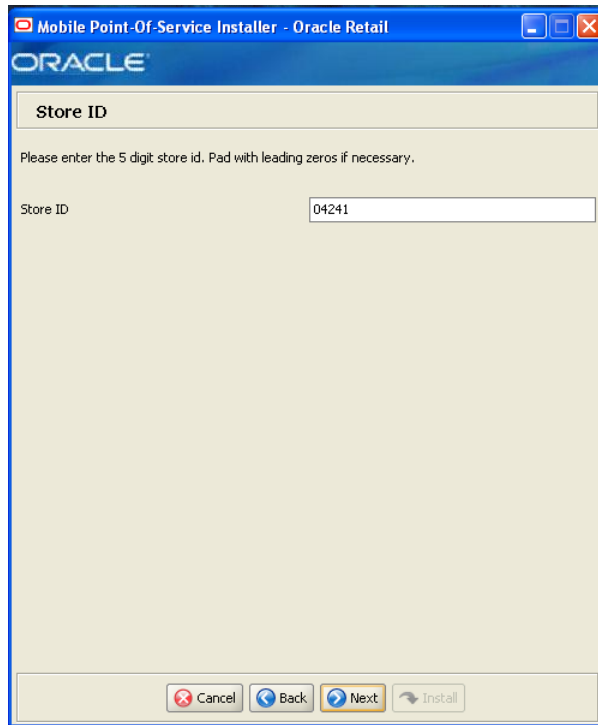 Mobile Point-Of-Service Installer - Oracle Retail
ORACLE
Store ID
Please enter the 5 digit store id. Pad with leading zeros if necessary.
Store ID 04241
Cancel Back Next Install